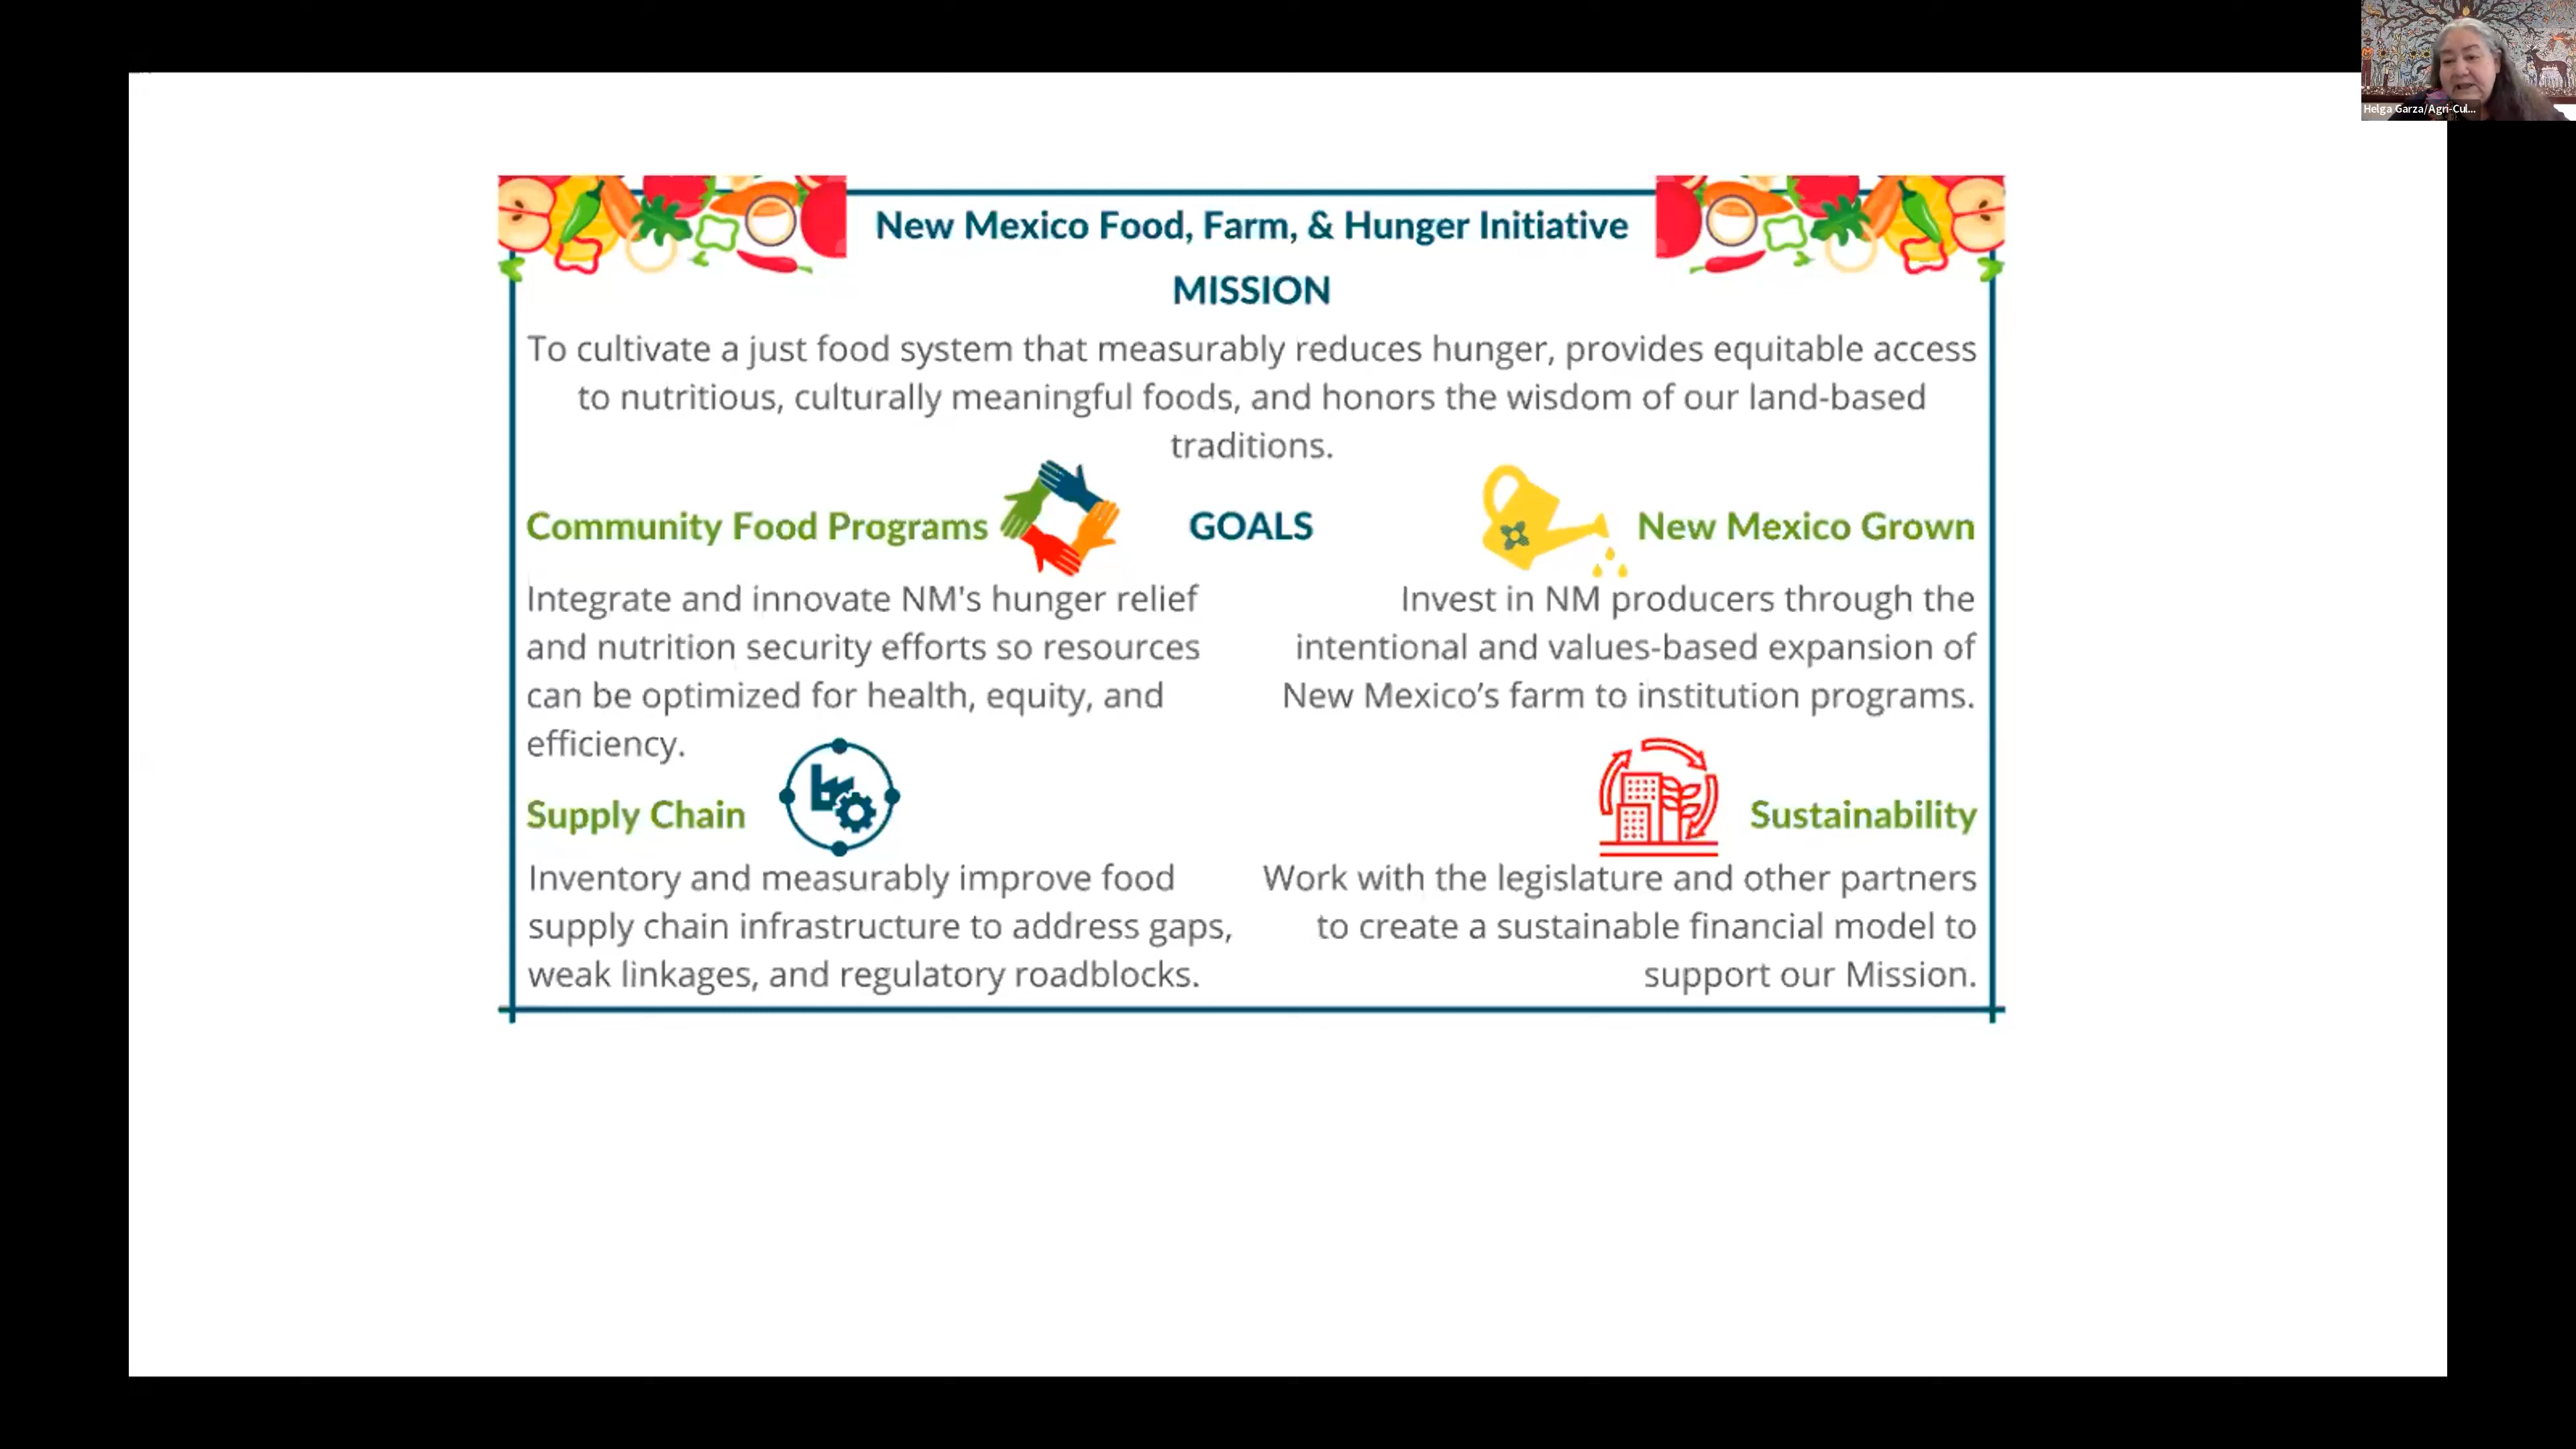 Helga Garza/Agri-Cul...
New Mexico Food, Farm, & Hunger Initiative
MISSION
To cultivate a just food system that measurably reduces hunger, provides equitable access
to nutritious, culturally meaningful foods, and honors the wisdom of our land-based
traditions.
GOALS
Community Food Programs
Integrate and innovate NM's hunger relief
and nutrition security efforts so resources
can be optimized for health, equity, and
efficiency.
New Mexico Grown
Invest in NM producers through the
intentional and values-based expansion of
New Mexico’s farm to institution programs.
Supply Chain
Inventory and measurably improve food
supply chain infrastructure to address gaps,
weak linkages, and regulatory roadblocks.
Sustainability
Work with the legislature and other partners
to create a sustainable financial model to
support our Mission.